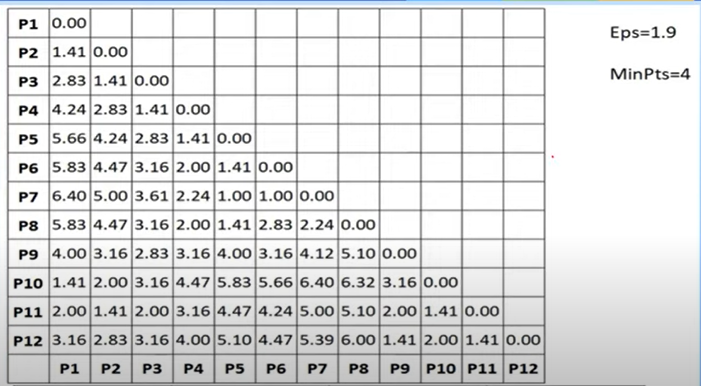 P1 0.00
Eps=1.9
P2 1.41 0.00
P3 2.83 1.41 0.00
MinPts=4
P4 4.24 2.83 1.41 0.00
P5 5.66 4.24 2.83 1.41 0.00
P6 5.83 4.47 3.16 2.00 1.41 0.00
P7 6.40 5.00 3.61 2.24 1.00 1.00 0.00
P8 5.83 4.47 3.16 2.00 1.41 2.83 2.24 0.00
P9 4.00 3.16 2.83 3.16 4.00 3.16 4.12 5.10 0.00
P10 1.41 2.00 3.16 4.47 5.83 5.66 6.40 6.32 3.16 0.00
P11 2.00 1.41 2.00 3.16 4.47 4.24 5.00 5.10 2.00 1.41 0.00
P12 3.16 2.83 3.16 4.00 5.10 4.47 5.39 6.00 1.41 2.00 1.41 0.00
P1 P2 P3 P4 P5 P6 P7 P8 P9 P10 P11 P12